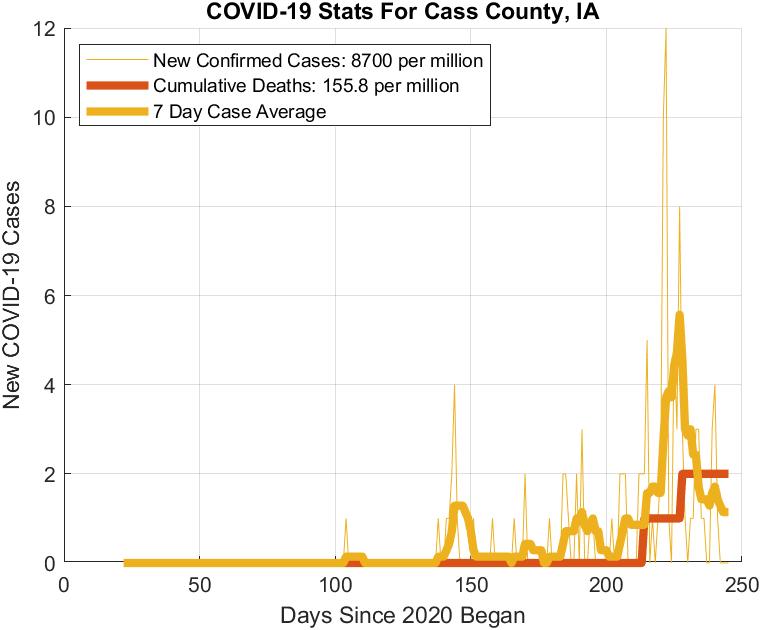 COVID-19 Stats For Cass County, IA
New Confirmed Cases: 8700 per million
Cumulative Deaths: 155.8 per million
7 Day Case Average
New COVID-19 Cases
12
10
8
6
4
2
0
0 50 100 150 200 250
Days Since 2020 Began